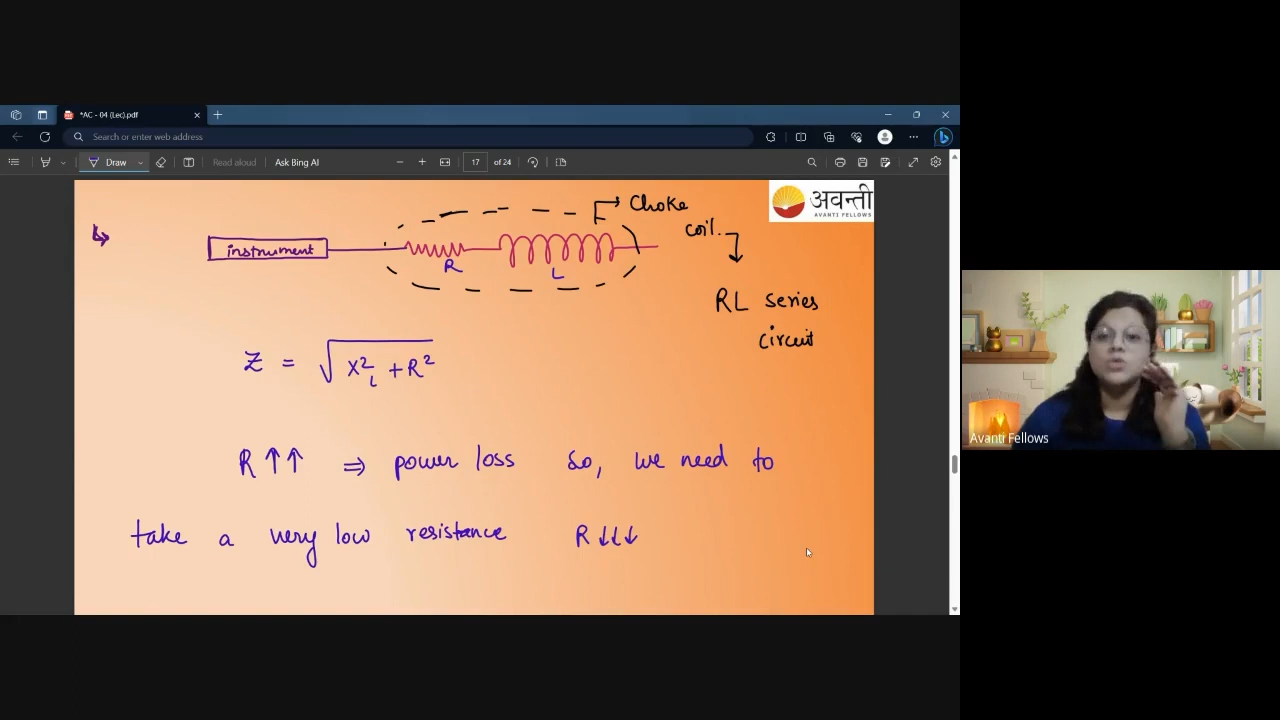 *AC - 04 (Lec).pdf
Search or enter web address
Draw
Read aloud
Ask Bing AI
17
of 24
अवन्ती
AVANTI FELLOWS
Choke
coil.
instrument
R
L
RL series
circuit
Z = √X²L + R²
R ↑↑ ⇒ power loss so, we need to
take a very low resistance R ↓↓↓
Avanti Fellows